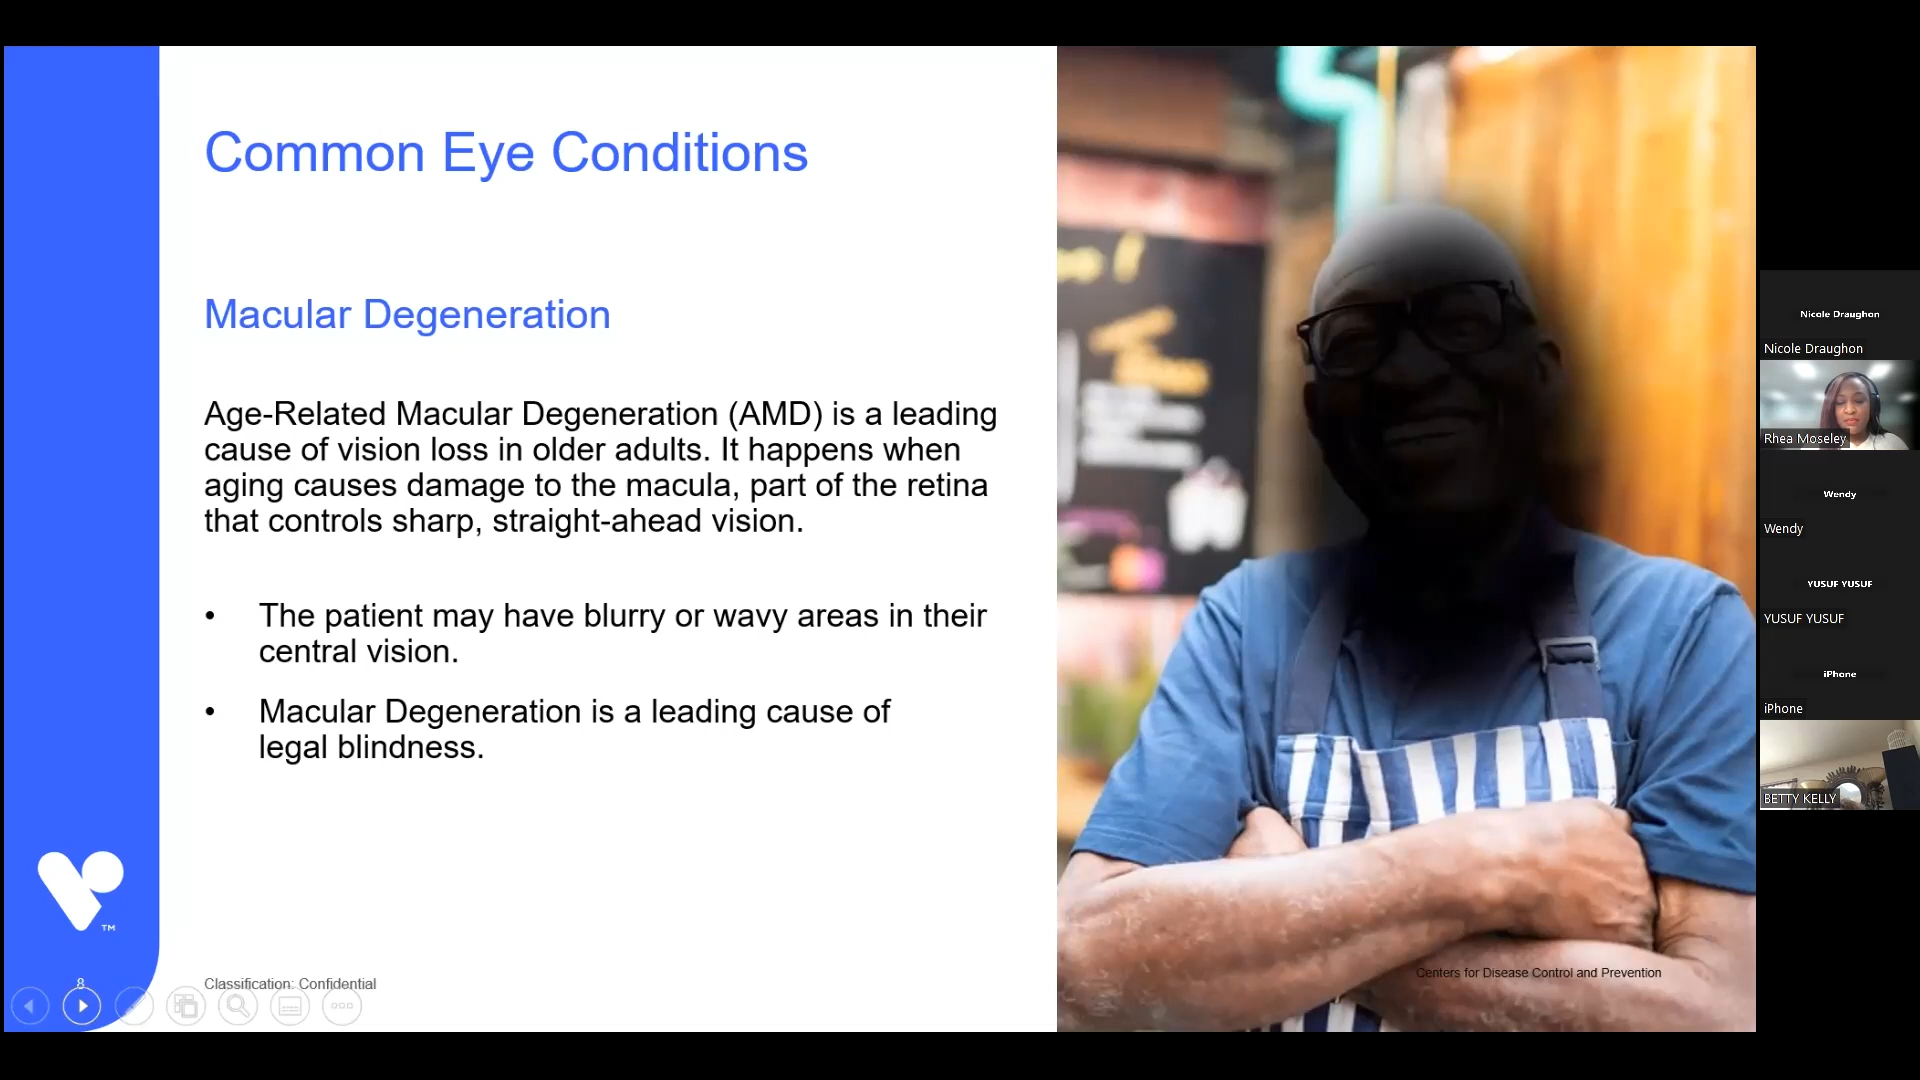 Common Eye Conditions
Macular Degeneration
Age-Related Macular Degeneration (AMD) is a leading
cause of vision loss in older adults. It happens when
aging causes damage to the macula, part of the retina
that controls sharp, straight-ahead vision.
• The patient may have blurry or wavy areas in their
central vision.
• Macular Degeneration is a leading cause of
legal blindness.
TM
8
Classification: Confidential
Centers for Disease Control and Prevention
Nicole Draughon
Nicole Draughon
Rhea Moseley
Wendy
Wendy
YUSUF YUSUF
YUSUF YUSUF
iPhone
iPhone
BETTY KELLY